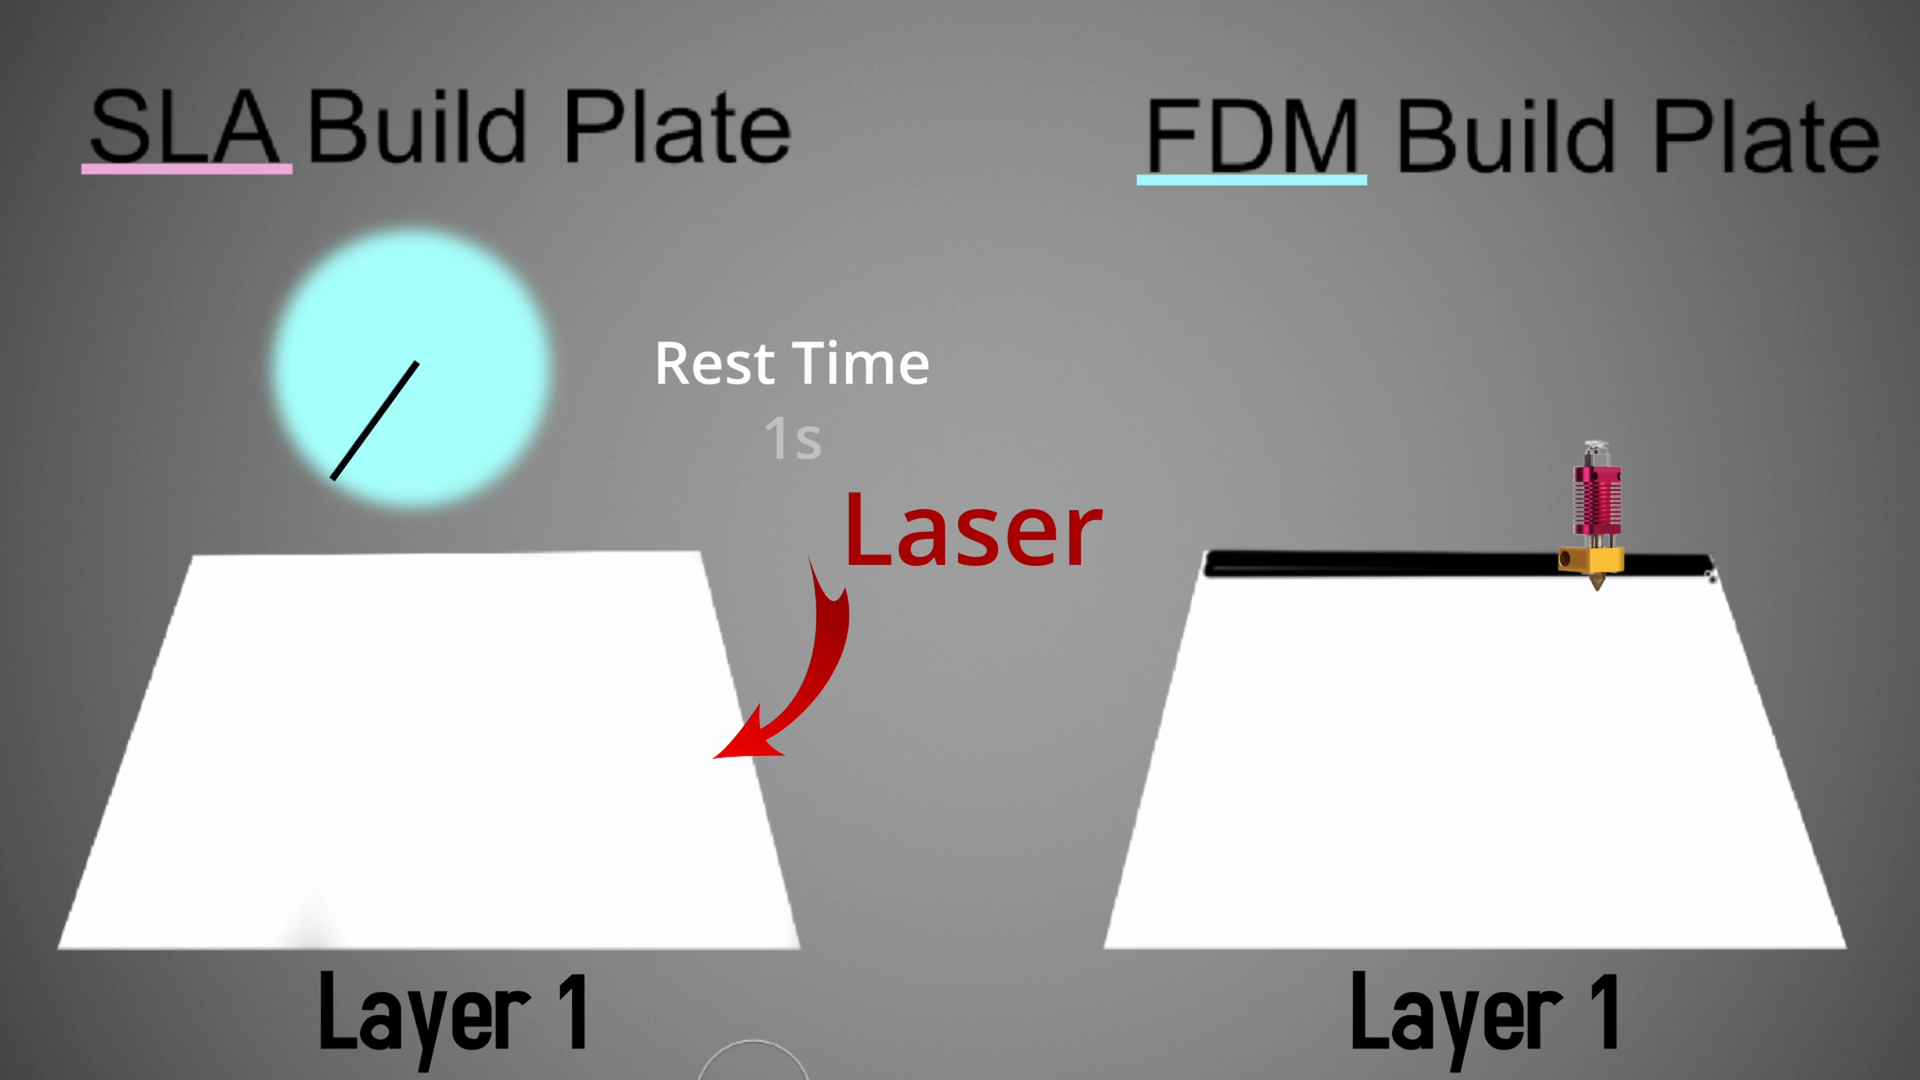 SLA Build Plate
FDM Build Plate
Rest Time
1s
Laser
Layer 1
Layer 1